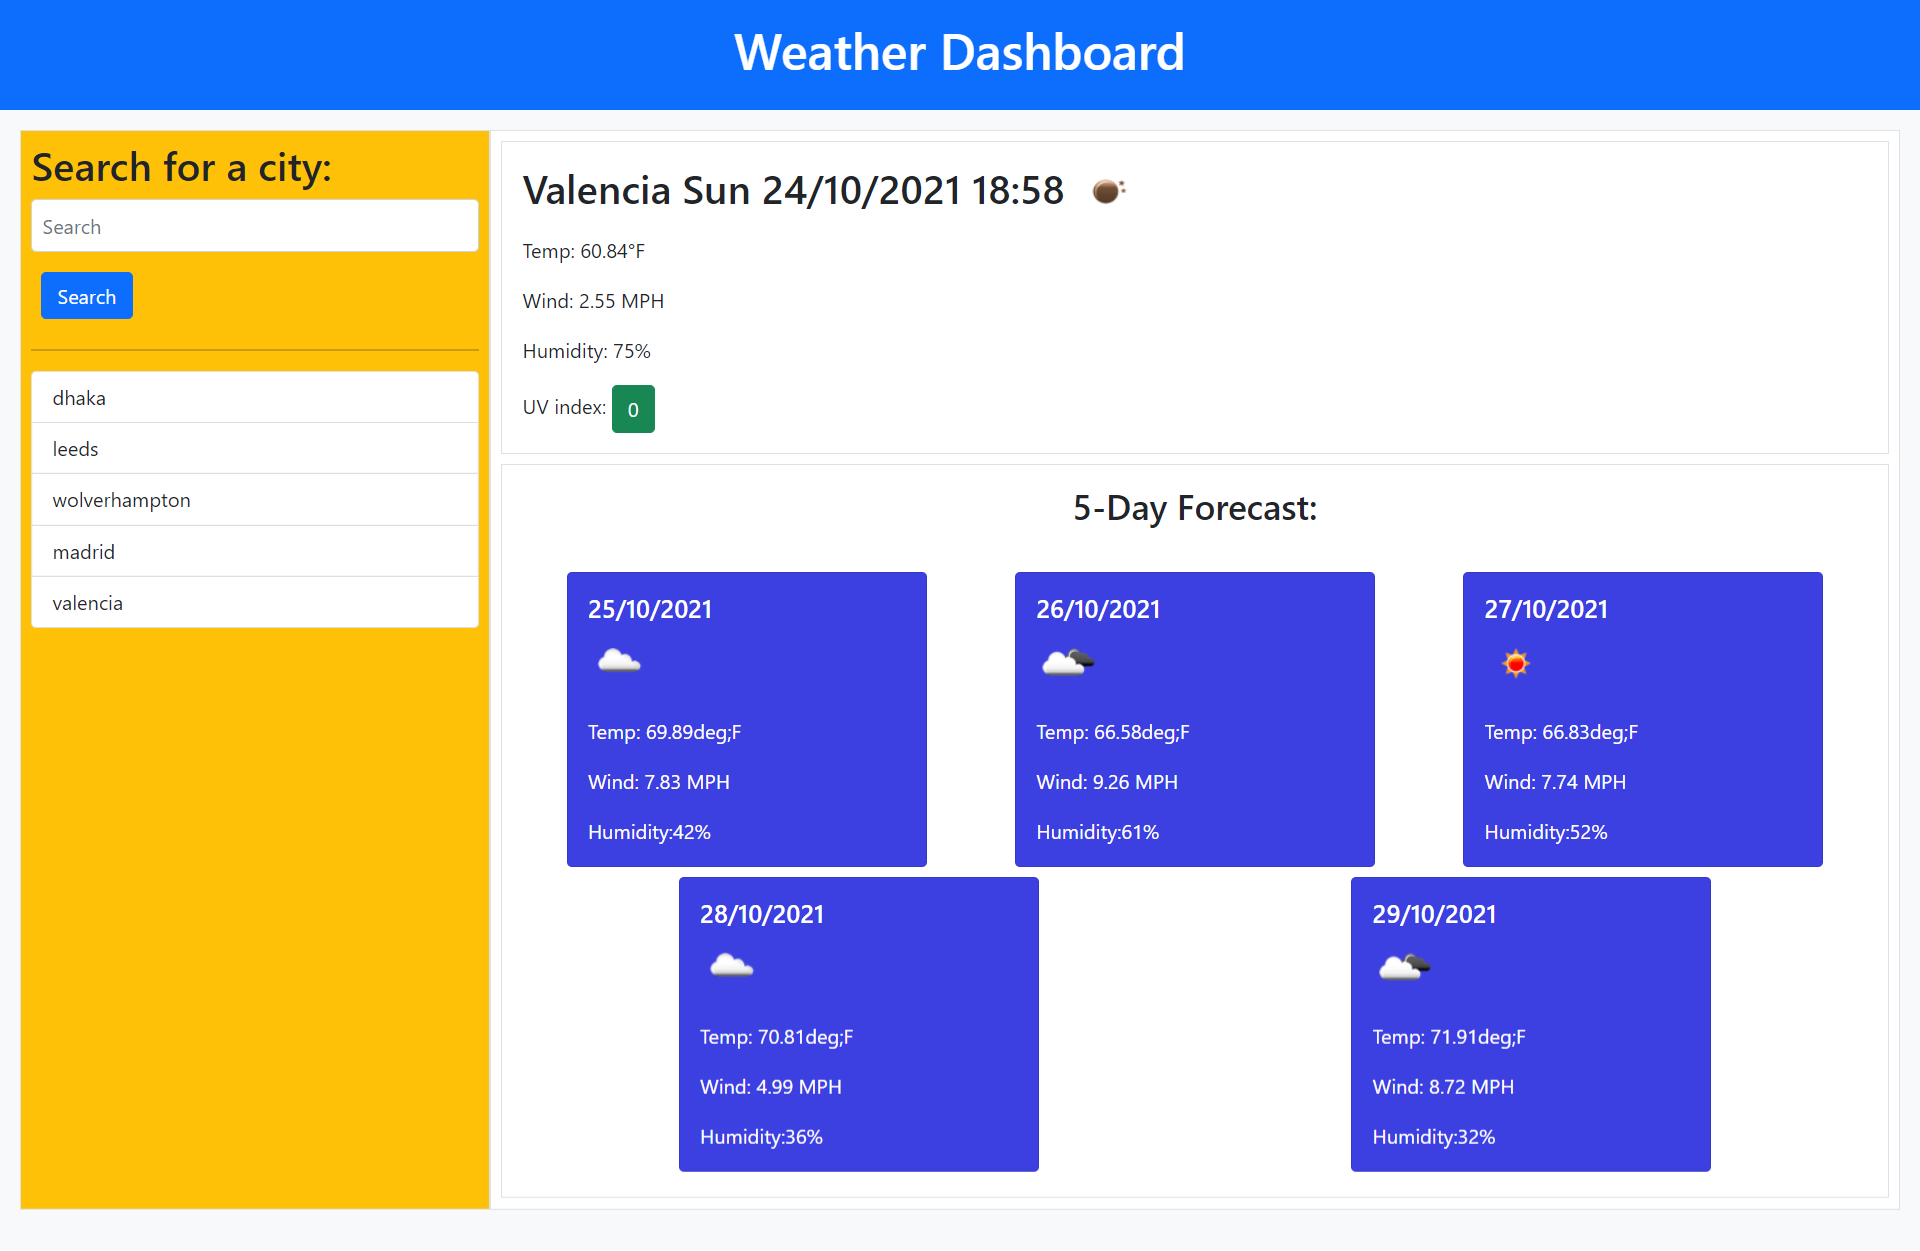 Weather Dashboard
Search for a city:
Search
Search
dhaka
leeds
wolverhampton
madrid
valencia
Valencia Sun 24/10/2021 18:58
Temp: 60.84°F
Wind: 2.55 MPH
Humidity: 75%
UV index: 0
5-Day Forecast:
25/10/2021
Temp: 69.89deg;F
Wind: 7.83 MPH
Humidity:42%
26/10/2021
Temp: 66.58deg;F
Wind: 9.26 MPH
Humidity:61%
27/10/2021
Temp: 66.83deg;F
Wind: 7.74 MPH
Humidity:52%
28/10/2021
Temp: 70.81deg;F
Wind: 4.99 MPH
Humidity:36%
29/10/2021
Temp: 71.91deg;F
Wind: 8.72 MPH
Humidity:32%